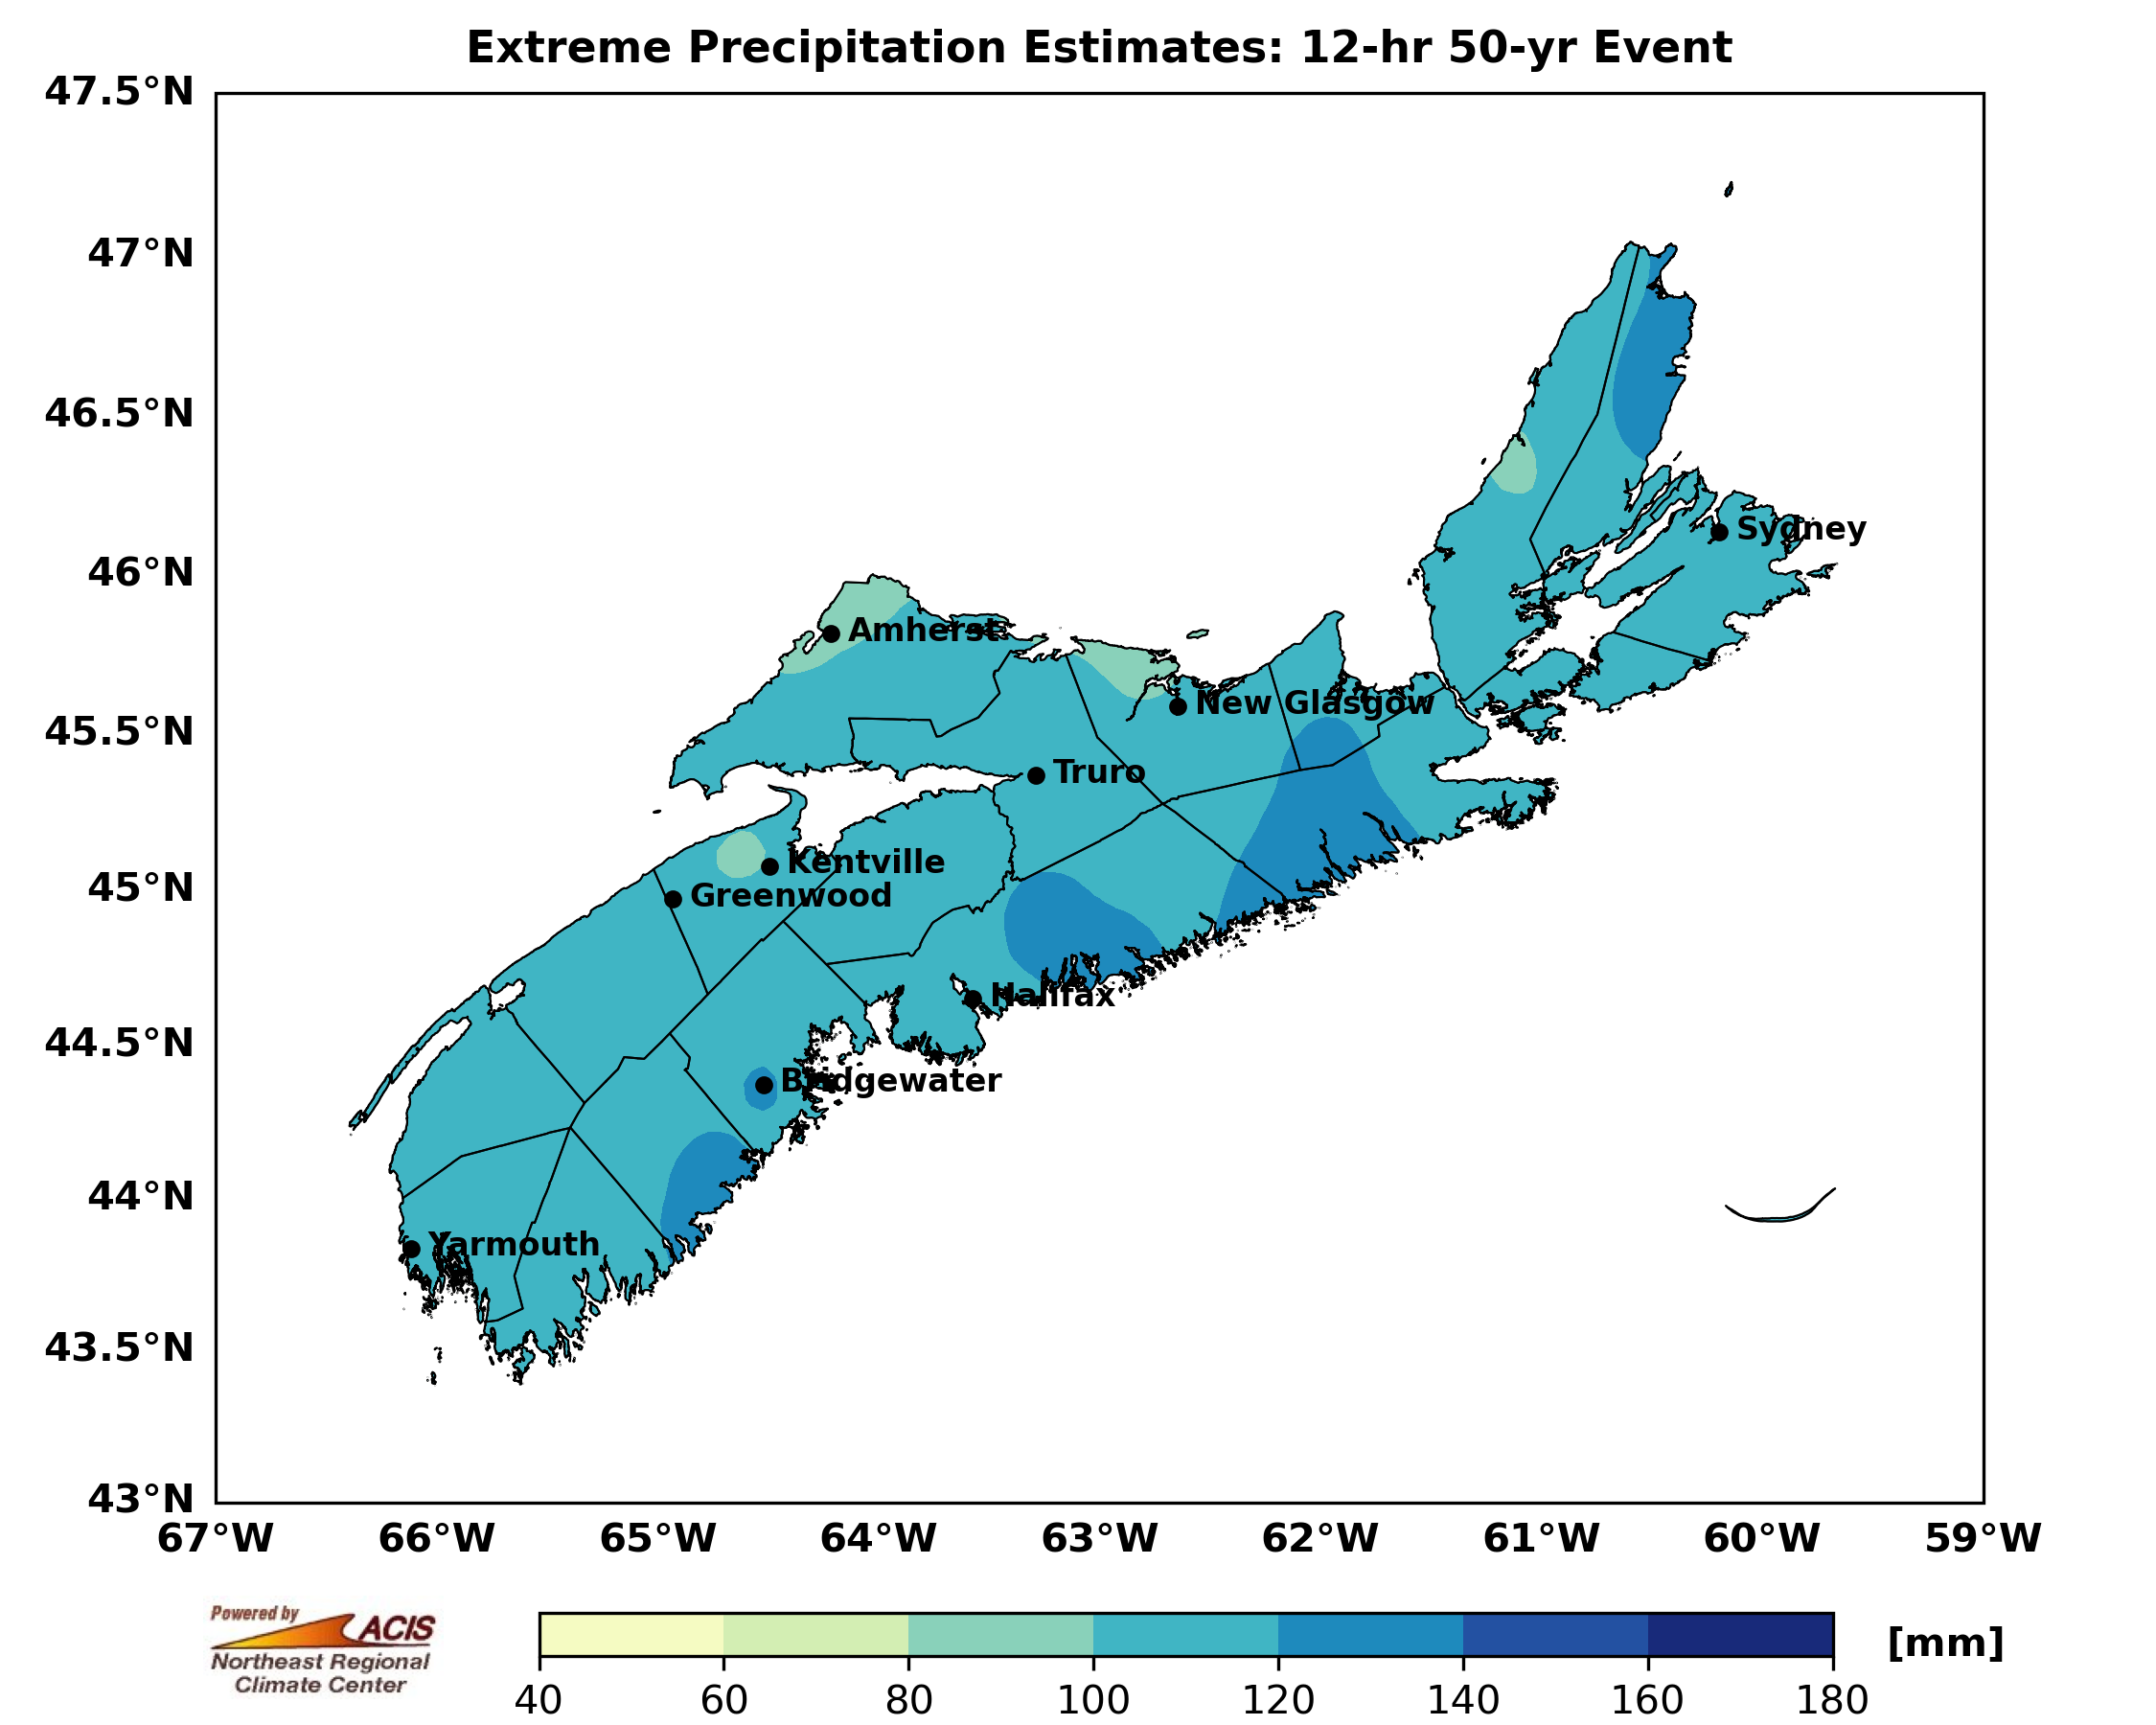 Extreme Precipitation Estimates: 12-hr 50-yr Event
47.5°N
47°N
46.5°N
46°N
45.5°N
45°N
44.5°N
44°N
43.5°N
43°N
Sydney
Amherst
New Glasgow
Truro
Kentville
Greenwood
Halifax
Bridgewater
Yarmouth
67°W 66°W 65°W 64°W 63°W 62°W 61°W 60°W 59°W
Powered by ACIS
Northeast Regional
Climate Center
[mm]
40 60 80 100 120 140 160 180